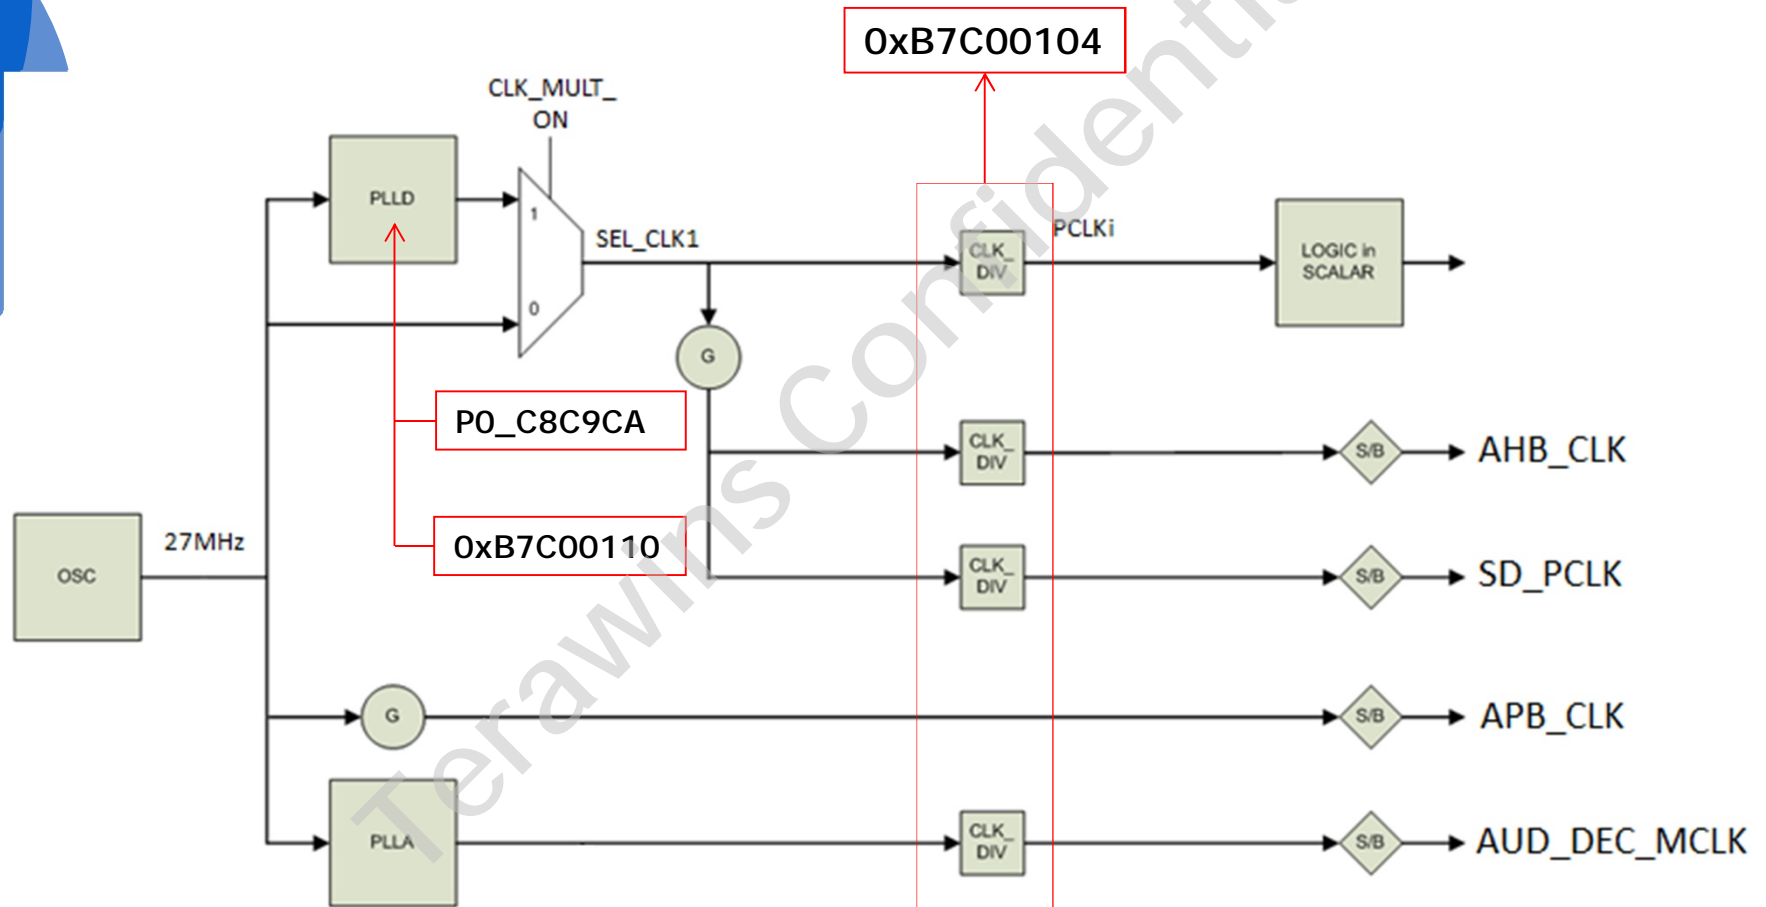 0xB7C00104
CLK_MULT_
ON
PLLD
1
SEL_CLK1
CLK_
DIV
PCLKi
LOGIC in
SCALAR
0
G
P0_C8C9CA
CLK_
DIV
S/B
AHB_CLK
27MHz
0xB7C00110
OSC
CLK_
DIV
S/B
SD_PCLK
G
S/B
APB_CLK
PLLA
CLK_
DIV
S/B
AUD_DEC_MCLK
Terawins Confidenti